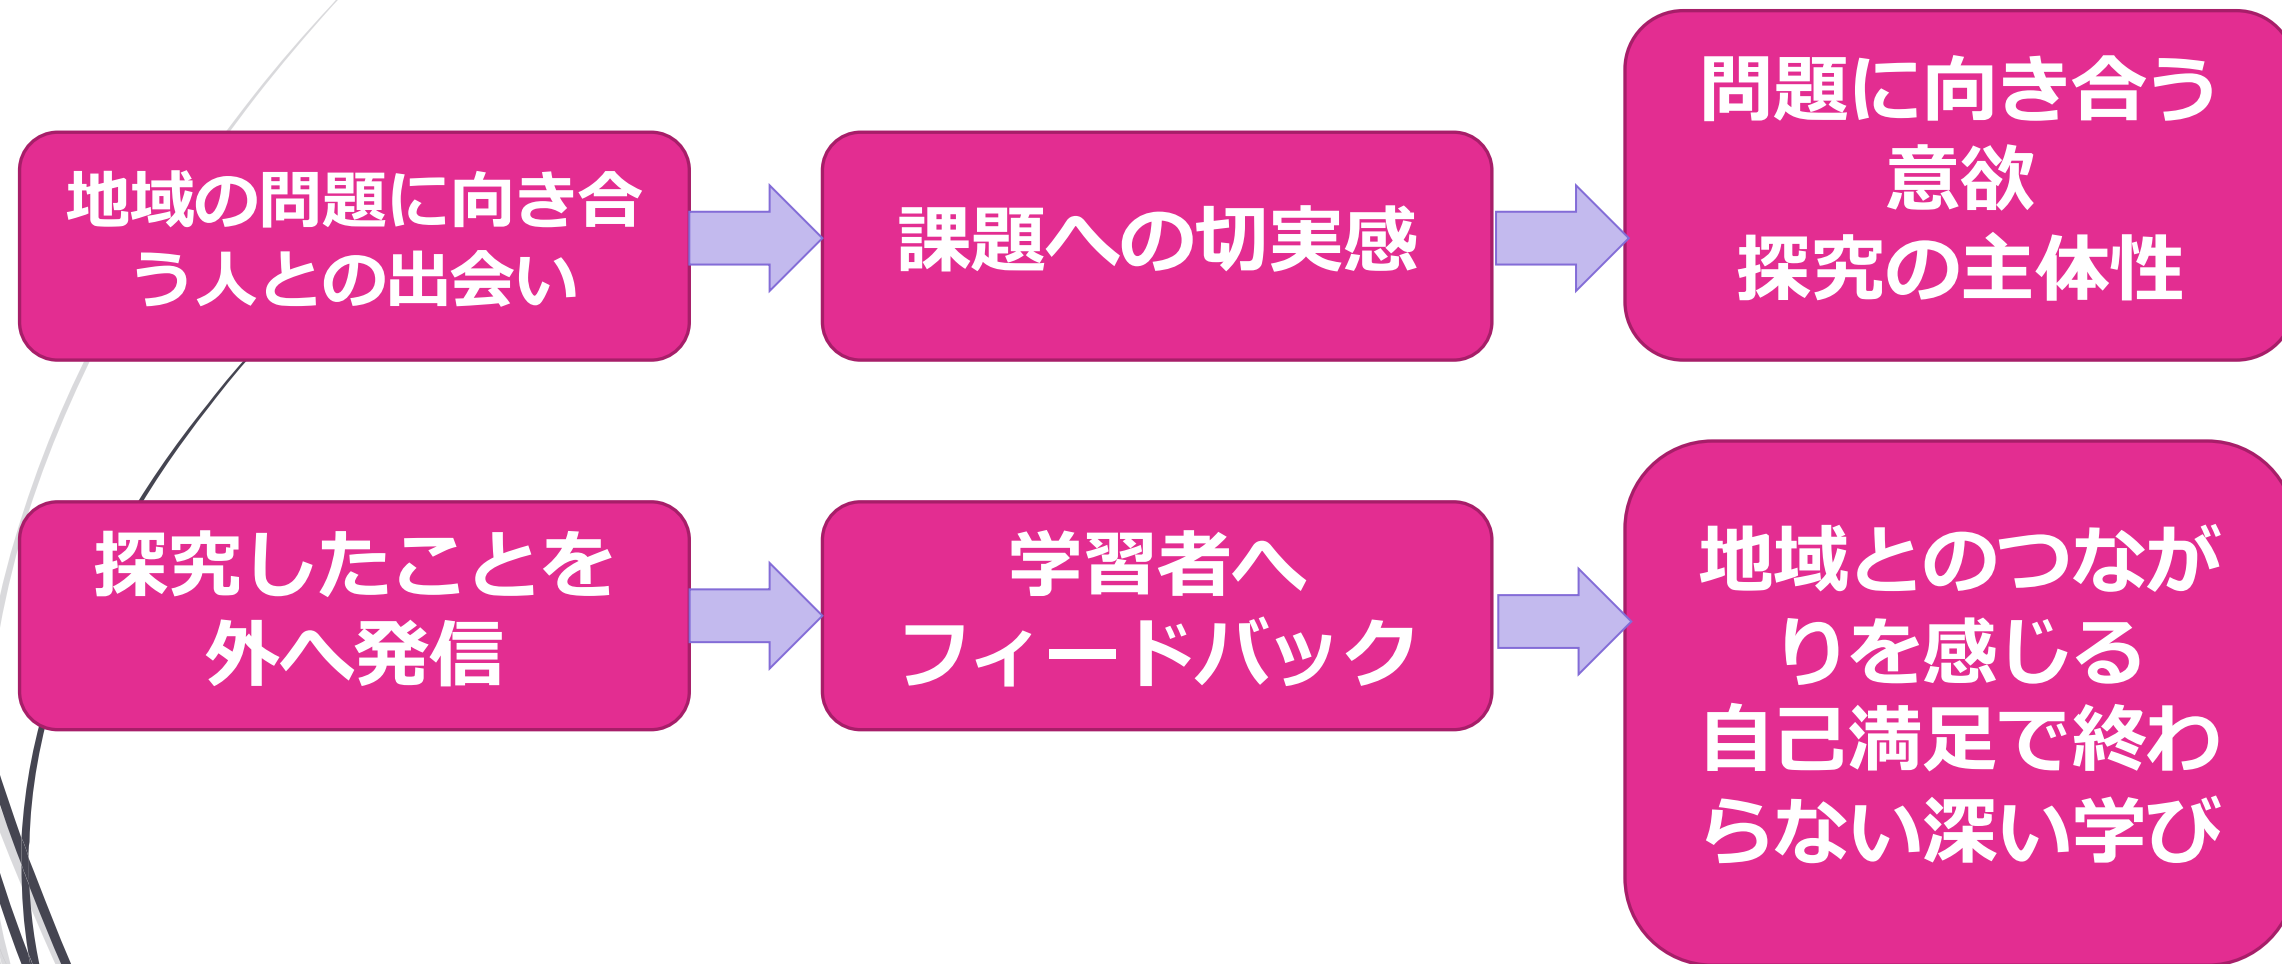 地域の問題に向き合
う人との出会い
課題への切実感
問題に向き合う
意欲
探究の主体性
探究したことを
外へ発信
学習者へ
フィードバック
地域とのつなが
りを感じる
自己満足で終わ
らない深い学び